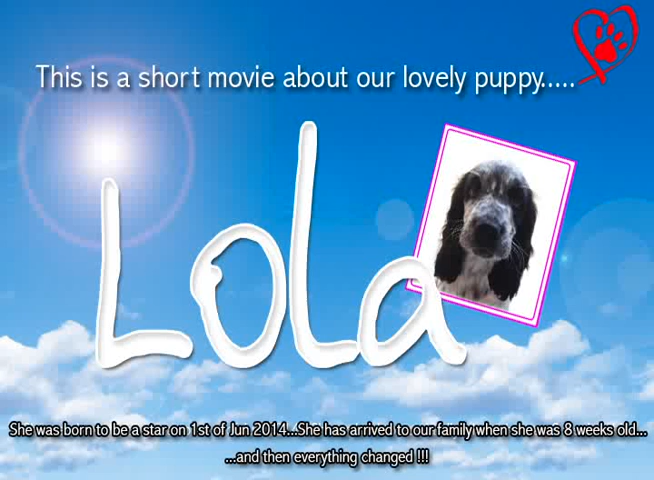 This is a short movie about our lovely puppy.....
Lola
She was born to be a star on 1st of Jun 2014...She has arrived to our family when she was 8 weeks old...
...and then everything changed !!!